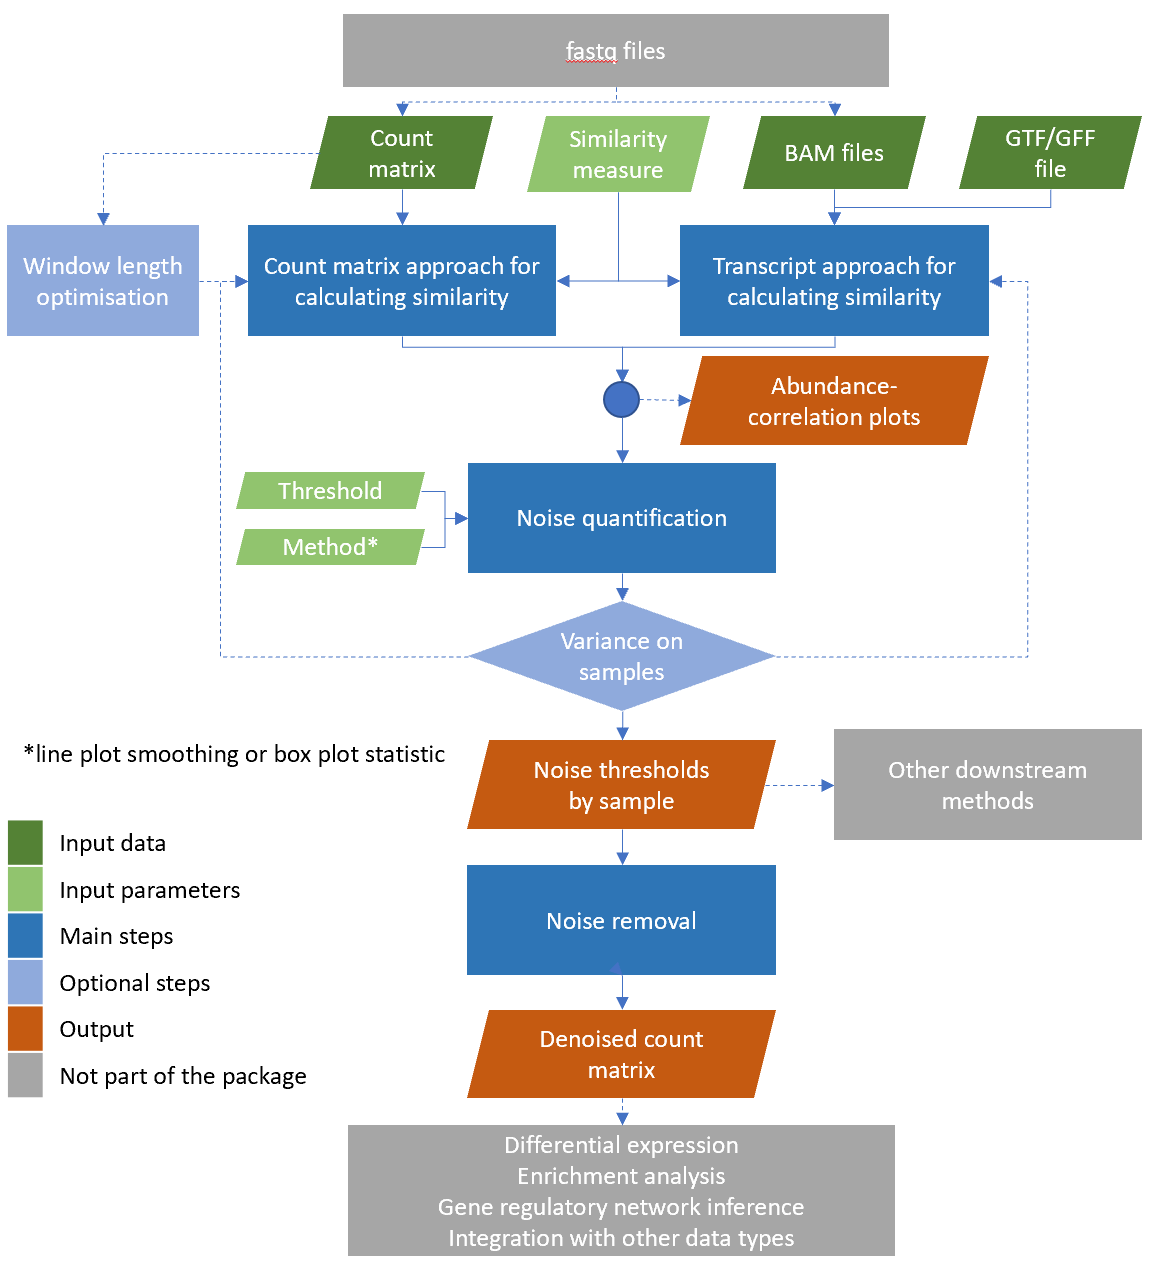 fastq files
Count
matrix
Similarity
measure
BAM files
GTF/GFF
file
Window length
optimisation
Count matrix approach for
calculating similarity
Transcript approach for
calculating similarity
Abundance-
correlation plots
Threshold
Method*
Noise quantification
Variance on
samples
*line plot smoothing or box plot statistic
Noise thresholds
by sample
Other downstream
methods
Input data
Input parameters
Main steps
Optional steps
Output
Not part of the package
Noise removal
Denoised count
matrix
Differential expression
Enrichment analysis
Gene regulatory network inference
Integration with other data types